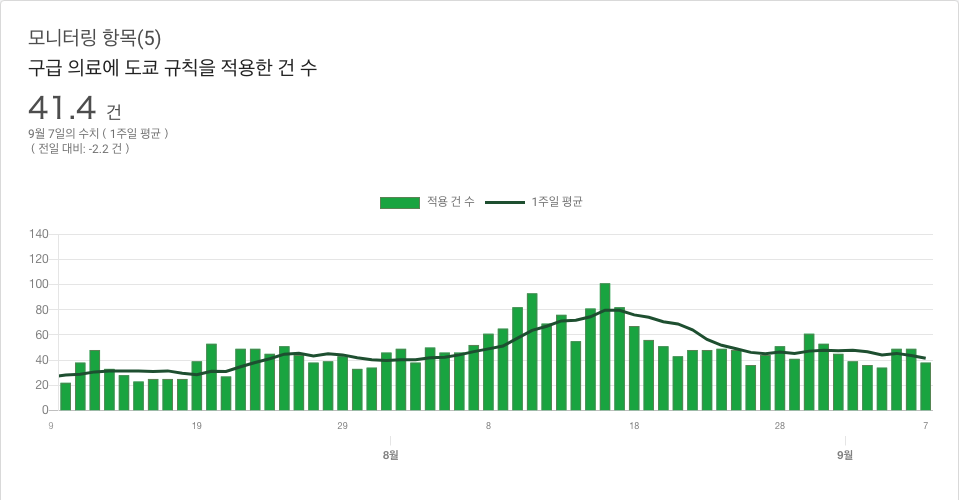 모니터링 항목(5)
구급 의료에 도쿄 규칙을 적용한 건 수
41.4 건
9월 7일의 수치 ( 1주일 평균 )
( 전일 대비: -2.2 건 )
적용 건 수 1주일 평균
140
120
100
80
60
40
20
0
9 19 29 8 18 28 7
8월 9월